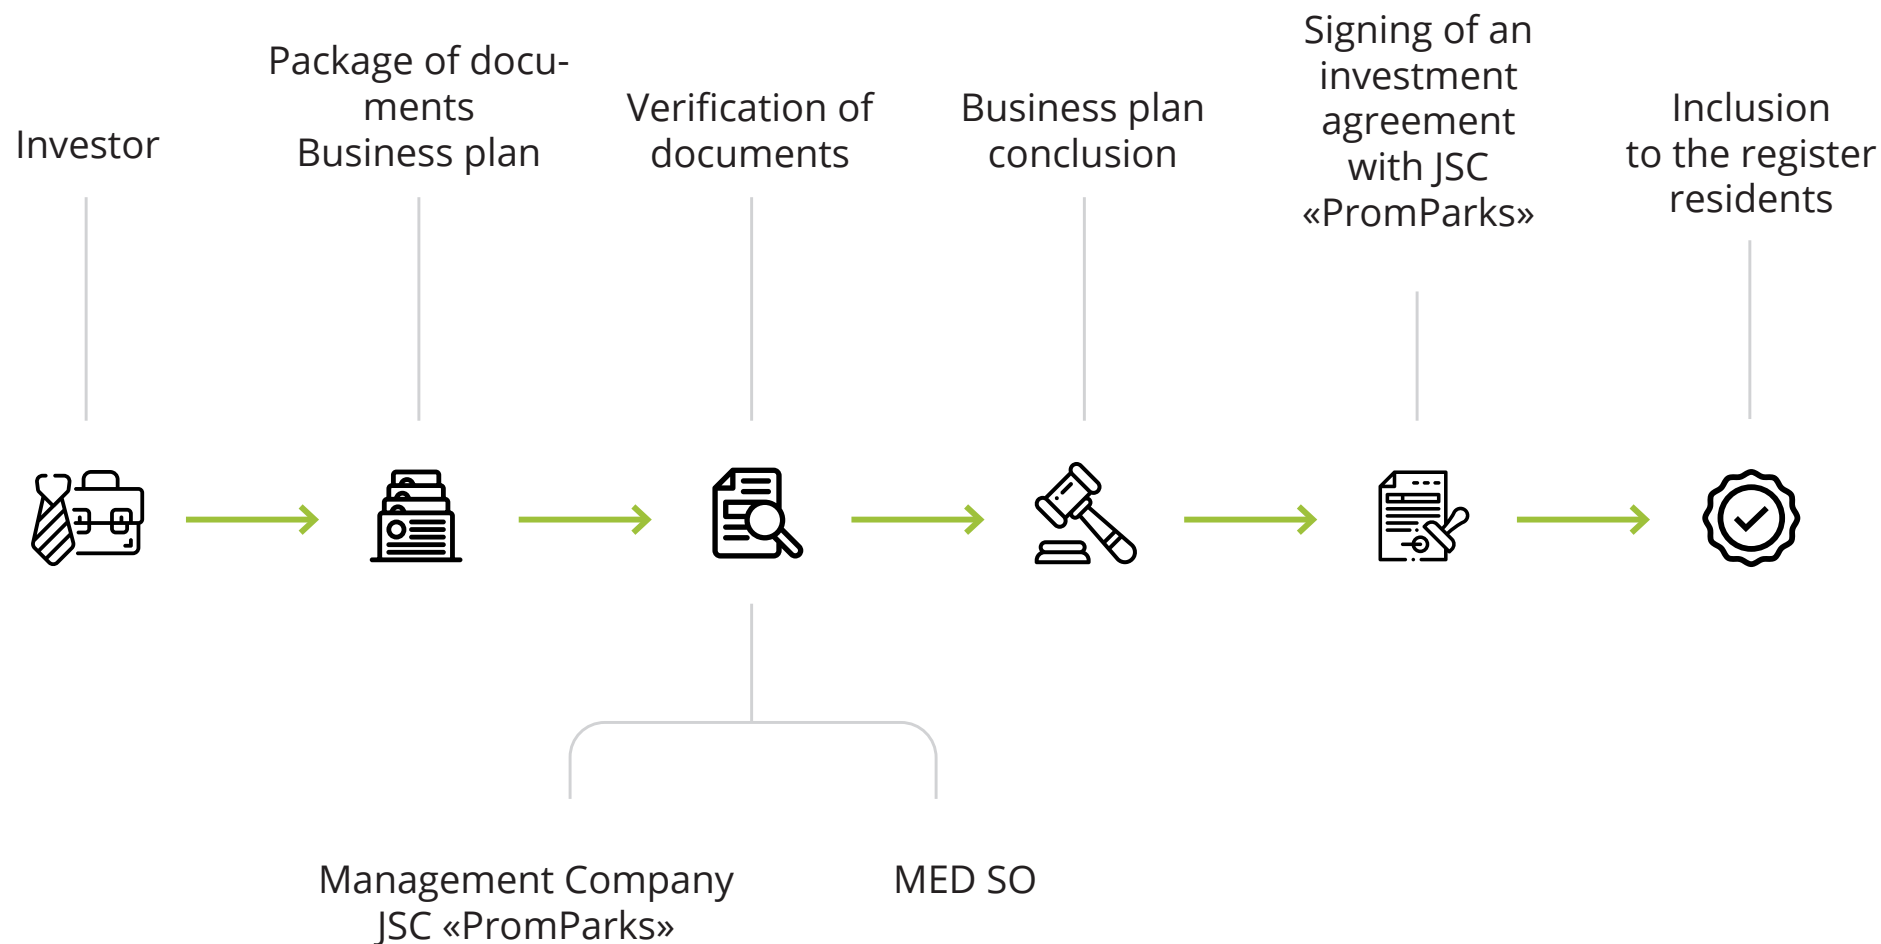 Investor
Package of docu-
ments
Business plan
Verification of
documents
Business plan
conclusion
Signing of an
investment
agreement
with JSC
«PromParks»
Inclusion
to the register
residents
Management Company
JSC «PromParks»
MED SO